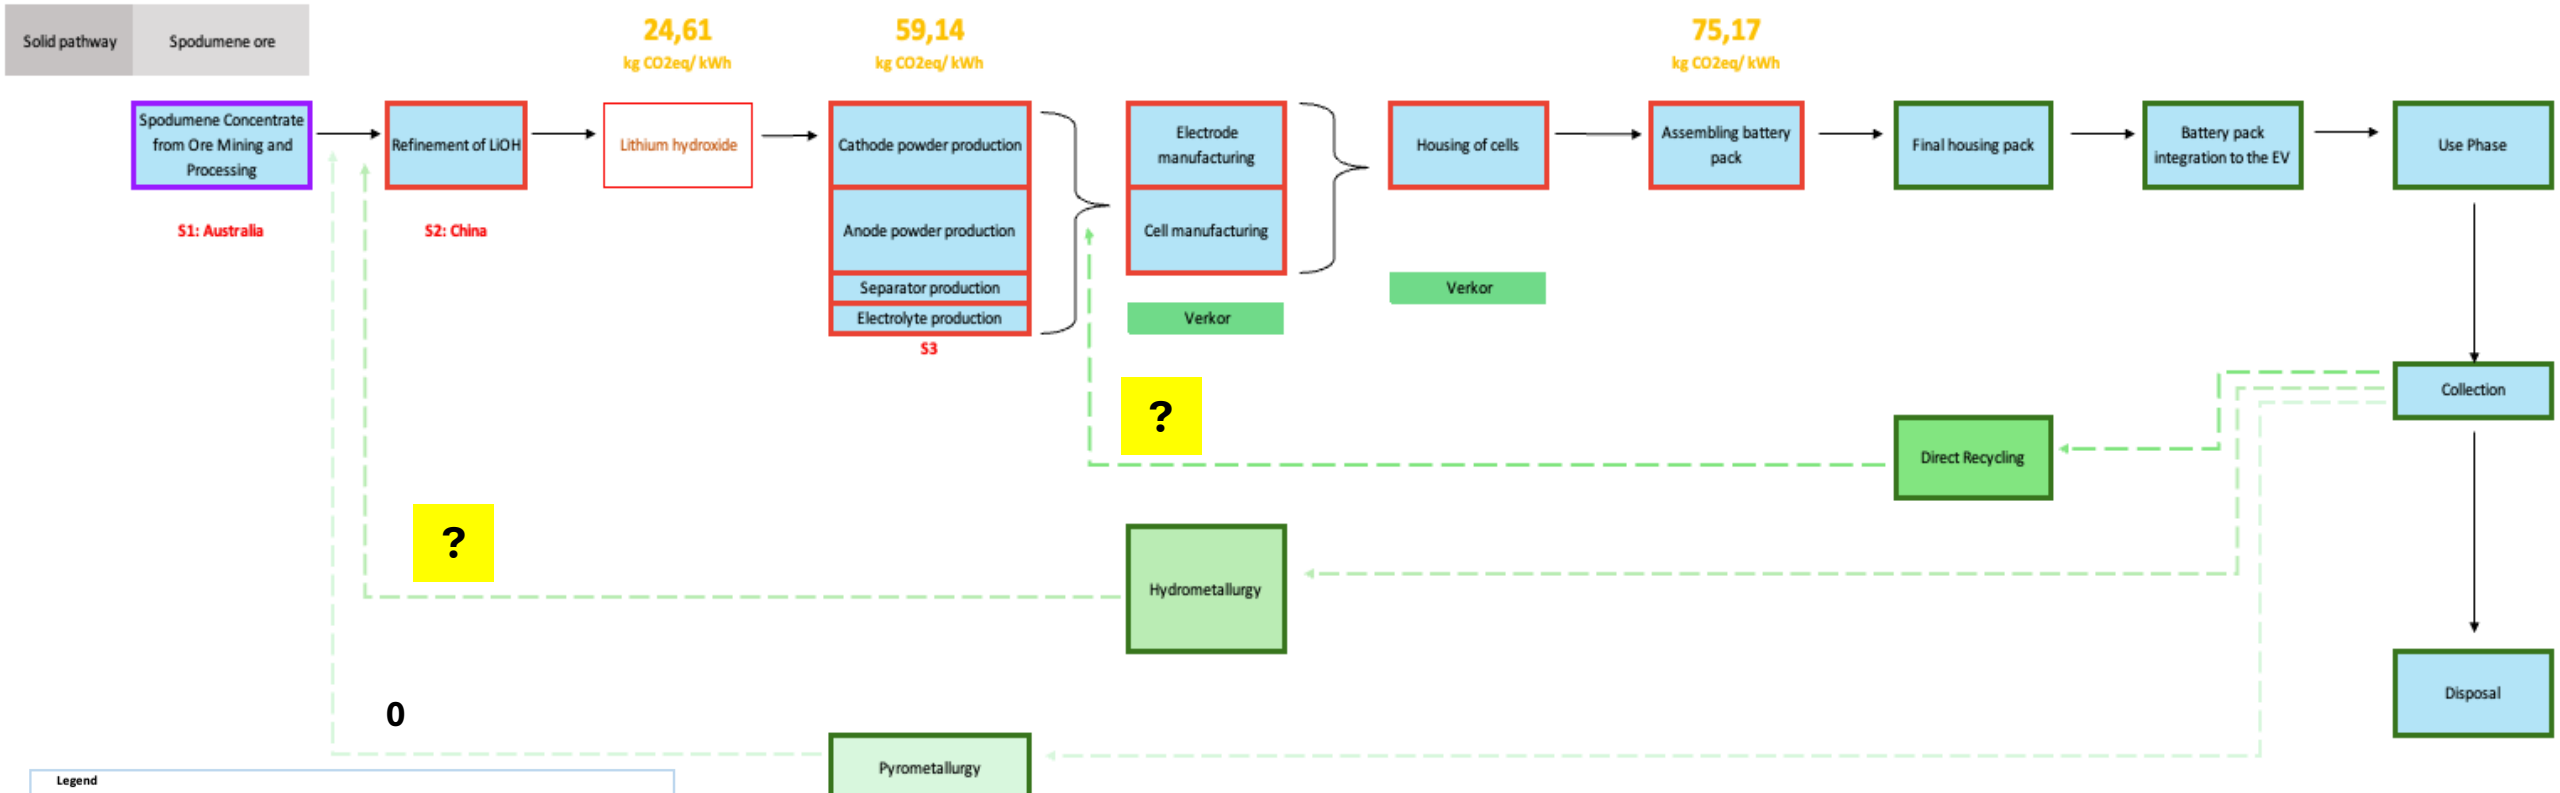 Solid pathway
Spodumene ore
24,61
kg CO2eq/ kWh
59,14
kg CO2eq/ kWh
75,17
kg CO2eq/ kWh
Spodumene Concentrate
from Ore Mining and
Processing
Refinement of LiOH
Lithium hydroxide
Cathode powder production
Electrode
manufacturing
Housing of cells
Assembling battery
pack
Final housing pack
Battery pack
integration to the EV
Use Phase
S1: Australia
S2: China
Anode powder production
Cell manufacturing
Separator production
Verkor
Electrolyte production
Verkor
S3
?
Collection
Direct Recycling
?
Hydrometallurgy
Disposal
0
Pyrometallurgy
Legend